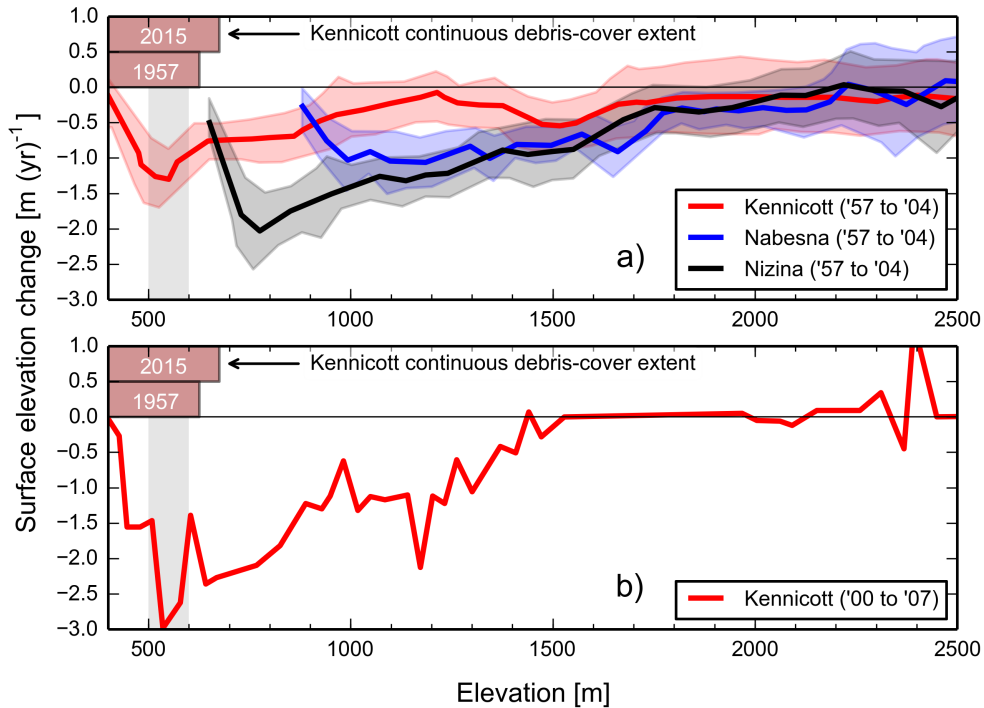 Surface elevation change [m (yr)⁻¹]
1.0
0.5
0.0
−0.5
−1.0
−1.5
−2.0
−2.5
−3.0
2015
1957
Kennicott continuous debris-cover extent
a)
Kennicott ('57 to '04)
Nabesna ('57 to '04)
Nizina ('57 to '04)
500 1000 1500 2000 2500
1.0
0.5
0.0
−0.5
−1.0
−1.5
−2.0
−2.5
−3.0
2015
1957
Kennicott continuous debris-cover extent
b)
Kennicott ('00 to '07)
500 1000 1500 2000 2500
Elevation [m]